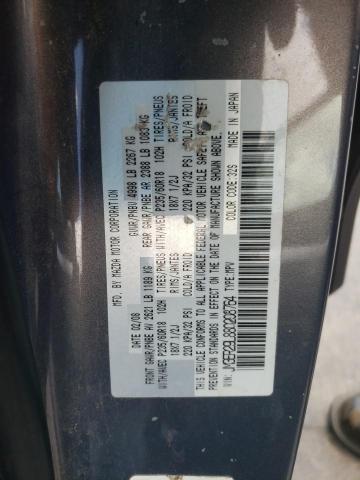 MFD BY: MAZDA MOTOR CORPORATION
DATE: 02/08 GVWR/PNBV 4998 LB 2267 KG
FRONT GAWR/PNBE AV 2621 LB 1189 KG REAR GAWR/PNBE AR 2388 LB 1083 KG
WITH/AVEC P235/60R18 102H TIRES/PNEUS WITH/AVEC P235/60R18 102H TIRES/PNEUS
18X7 1/2J RIMS/JANTES 18X7 1/2J RIMS/JANTES
220 KPA/32 PSI COLD/A FROID 220 KPA/32 PSI COLD/A FROID
THIS VEHICLE CONFORMS TO ALL APPLICABLE FEDERAL MOTOR VEHICLE SAFETY, AND THEFT
PREVENTION STANDARDS IN EFFECT ON THE DATE OF MANUFACTURE SHOWN ABOVE.
TYPE: MPV COLOR CODE: 32S MADE IN JAPAN